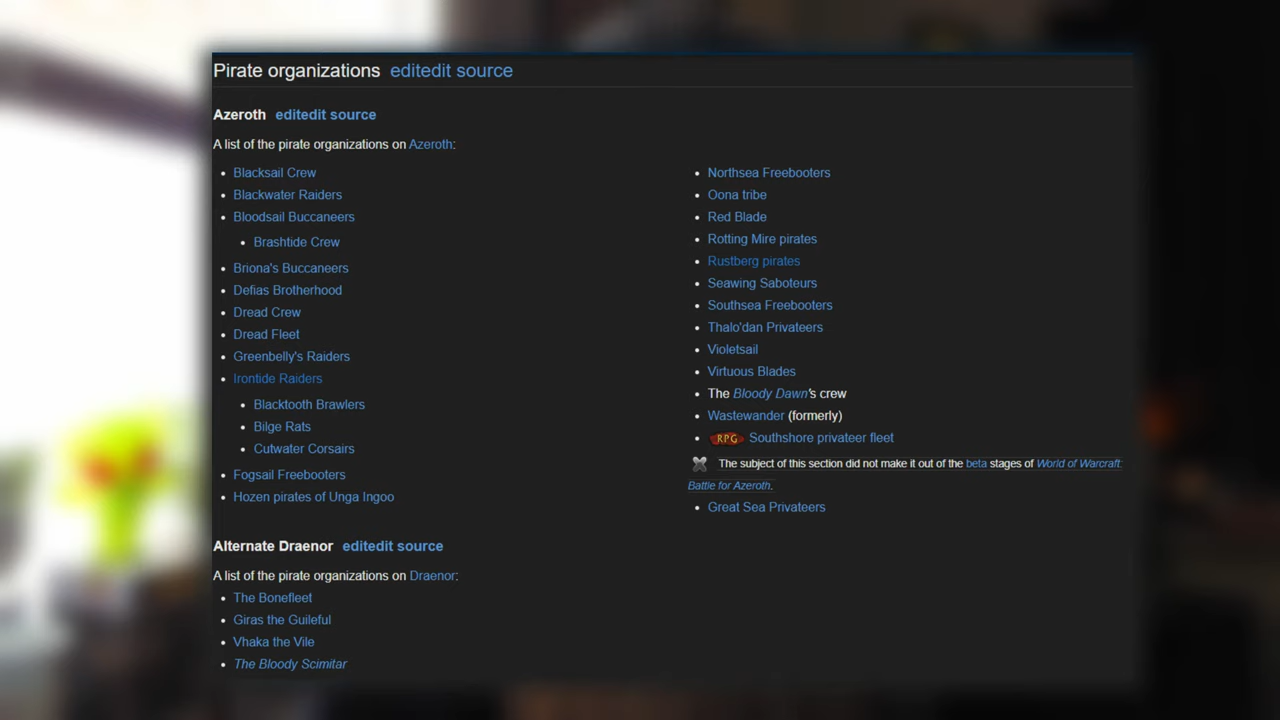 Pirate organizations editedit source
Azeroth editedit source
A list of the pirate organizations on Azeroth:
Blacksail Crew
Blackwater Raiders
Bloodsail Buccaneers
Brashtide Crew
Briona's Buccaneers
Defias Brotherhood
Dread Crew
Dread Fleet
Greenbelly's Raiders
Irontide Raiders
Blacktooth Brawlers
Bilge Rats
Cutwater Corsairs
Fogsail Freebooters
Hozen pirates of Unga Ingoo
Northsea Freebooters
Oona tribe
Red Blade
Rotting Mire pirates
Rustberg pirates
Seawing Saboteurs
Southsea Freebooters
Thalo'dan Privateers
Violetsail
Virtuous Blades
The Bloody Dawn's crew
Wastewander (formerly)
RPG Southshore privateer fleet
The subject of this section did not make it out of the beta stages of World of Warcraft:
Battle for Azeroth.
Great Sea Privateers
Alternate Draenor editedit source
A list of the pirate organizations on Draenor:
The Bonefleet
Giras the Guileful
Vhaka the Vile
The Bloody Scimitar